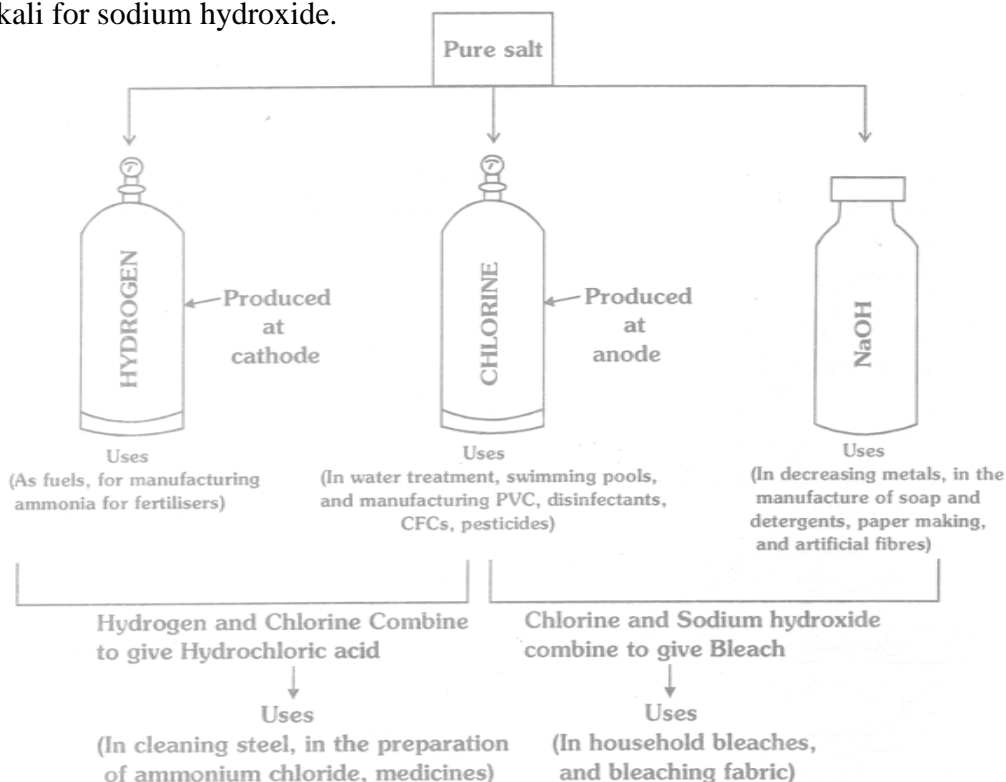 kali for sodium hydroxide.
Pure salt
HYDROGEN
Produced
at
cathode
CHLORINE
Produced
at
anode
NaOH
Uses
(As fuels, for manufacturing
ammonia for fertilisers)
Uses
(In water treatment, swimming pools,
and manufacturing PVC, disinfectants,
CFCs, pesticides)
Uses
(In decreasing metals, in the
manufacture of soap and
detergents, paper making,
and artificial fibres)
Hydrogen and Chlorine Combine
to give Hydrochloric acid
Uses
(In cleaning steel, in the preparation
of ammonium chloride, medicines)
Chlorine and Sodium hydroxide
combine to give Bleach
Uses
(In household bleaches,
and bleaching fabric)